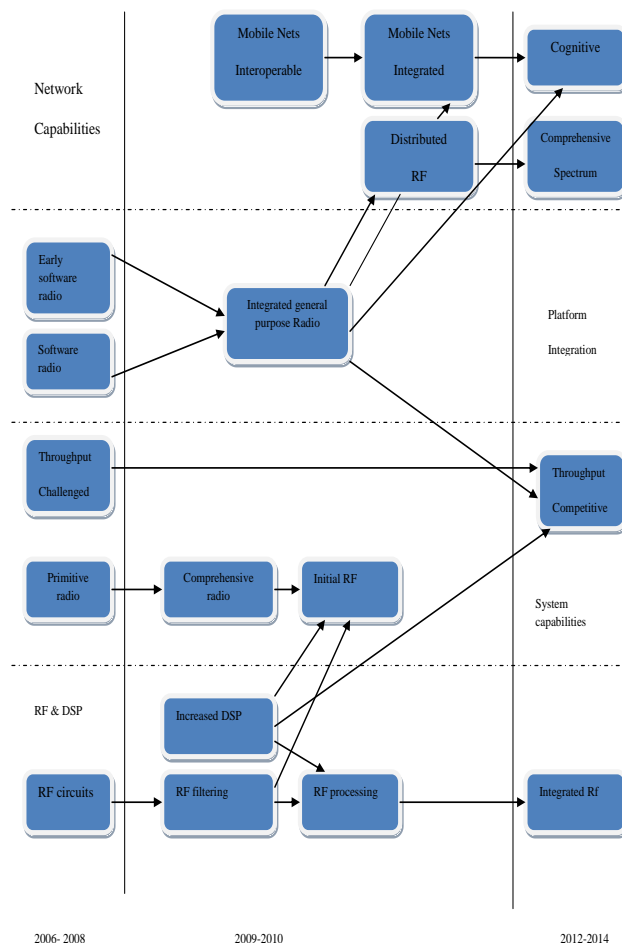 Mobile Nets
Interoperable
Mobile Nets
Integrated
Cognitive
Network
Capabilities
Distributed
RF
Comprehensive
Spectrum
Early
software
radio
Integrated general
purpose Radio
Software
radio
Platform
Integration
Throughput
Challenged
Throughput
Competitive
Primitive
radio
Comprehensive
radio
Initial RF
System
capabilities
RF & DSP
Increased DSP
RF circuits
RF filtering
RF processing
Integrated Rf
2006- 2008
2009-2010
2012-2014